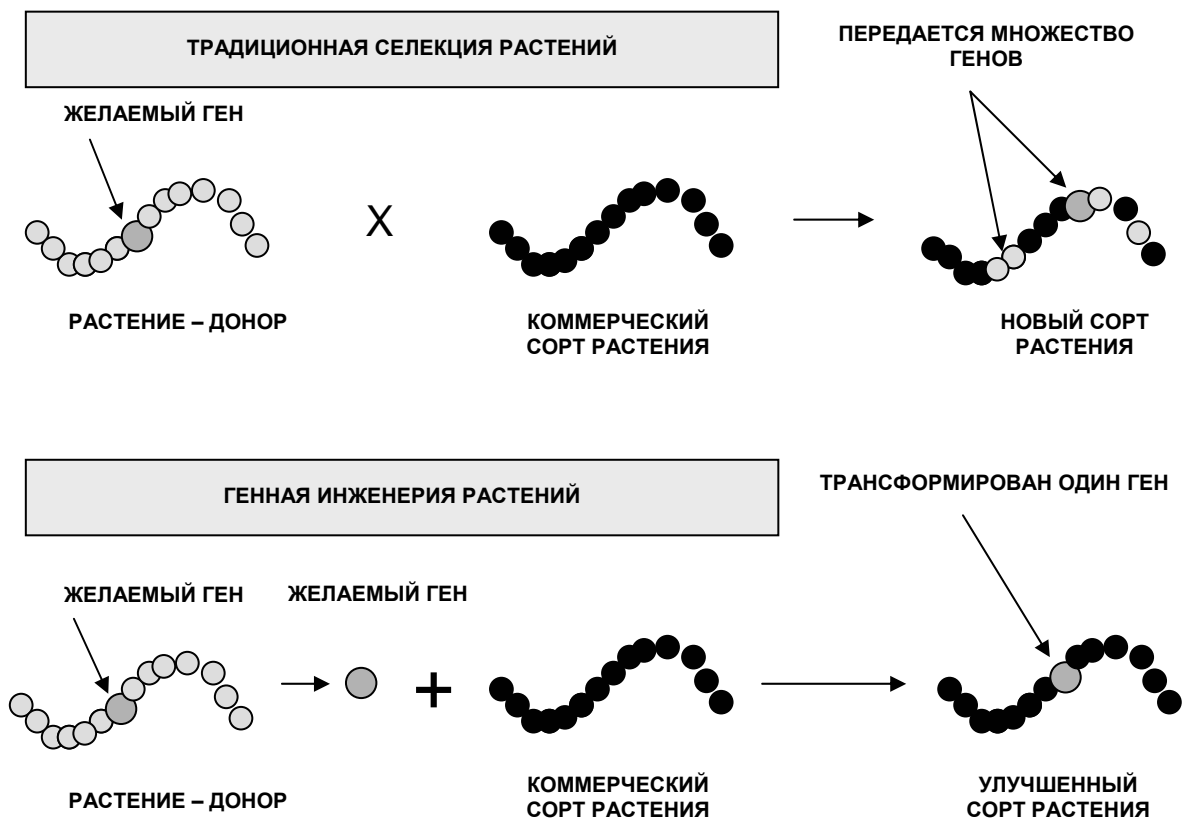 ТРАДИЦИОННАЯ СЕЛЕКЦИЯ РАСТЕНИЙ
ПЕРЕДАЕТСЯ МНОЖЕСТВО
ГЕНОВ
ЖЕЛАЕМЫЙ ГЕН
X
РАСТЕНИЕ – ДОНОР
КОММЕРЧЕСКИЙ
СОРТ РАСТЕНИЯ
НОВЫЙ СОРТ
РАСТЕНИЯ
ГЕННАЯ ИНЖЕНЕРИЯ РАСТЕНИЙ
ТРАНСФОРМИРОВАН ОДИН ГЕН
ЖЕЛАЕМЫЙ ГЕН
ЖЕЛАЕМЫЙ ГЕН
+
РАСТЕНИЕ – ДОНОР
КОММЕРЧЕСКИЙ
СОРТ РАСТЕНИЯ
УЛУЧШЕННЫЙ
СОРТ РАСТЕНИЯ